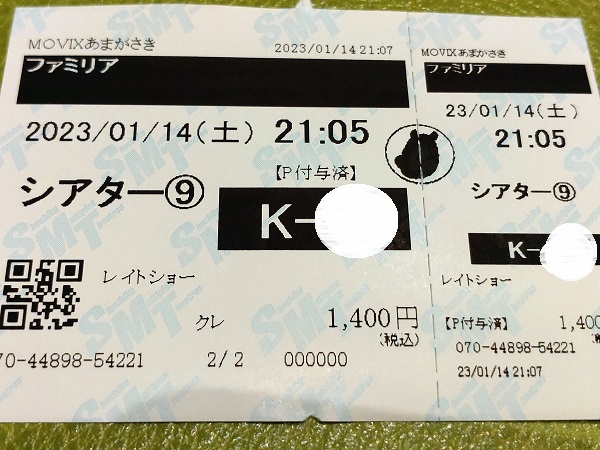 MOVIXあまがさき 2023/01/14 21:07
ファミリア
2023/01/14(土) 21:05
【P付与済】
シアター⑨
K-
レイトショー
クレ 1,400円
(税込)
70-44898-54221 2/2 000000
MOVIXあまがさき
ファミリア
23/01/14(土)
21:05
シアター⑨
K-
レイトショー
【P付与済】 1,400
070-44898-54221
23/01/14 21:07
SMT